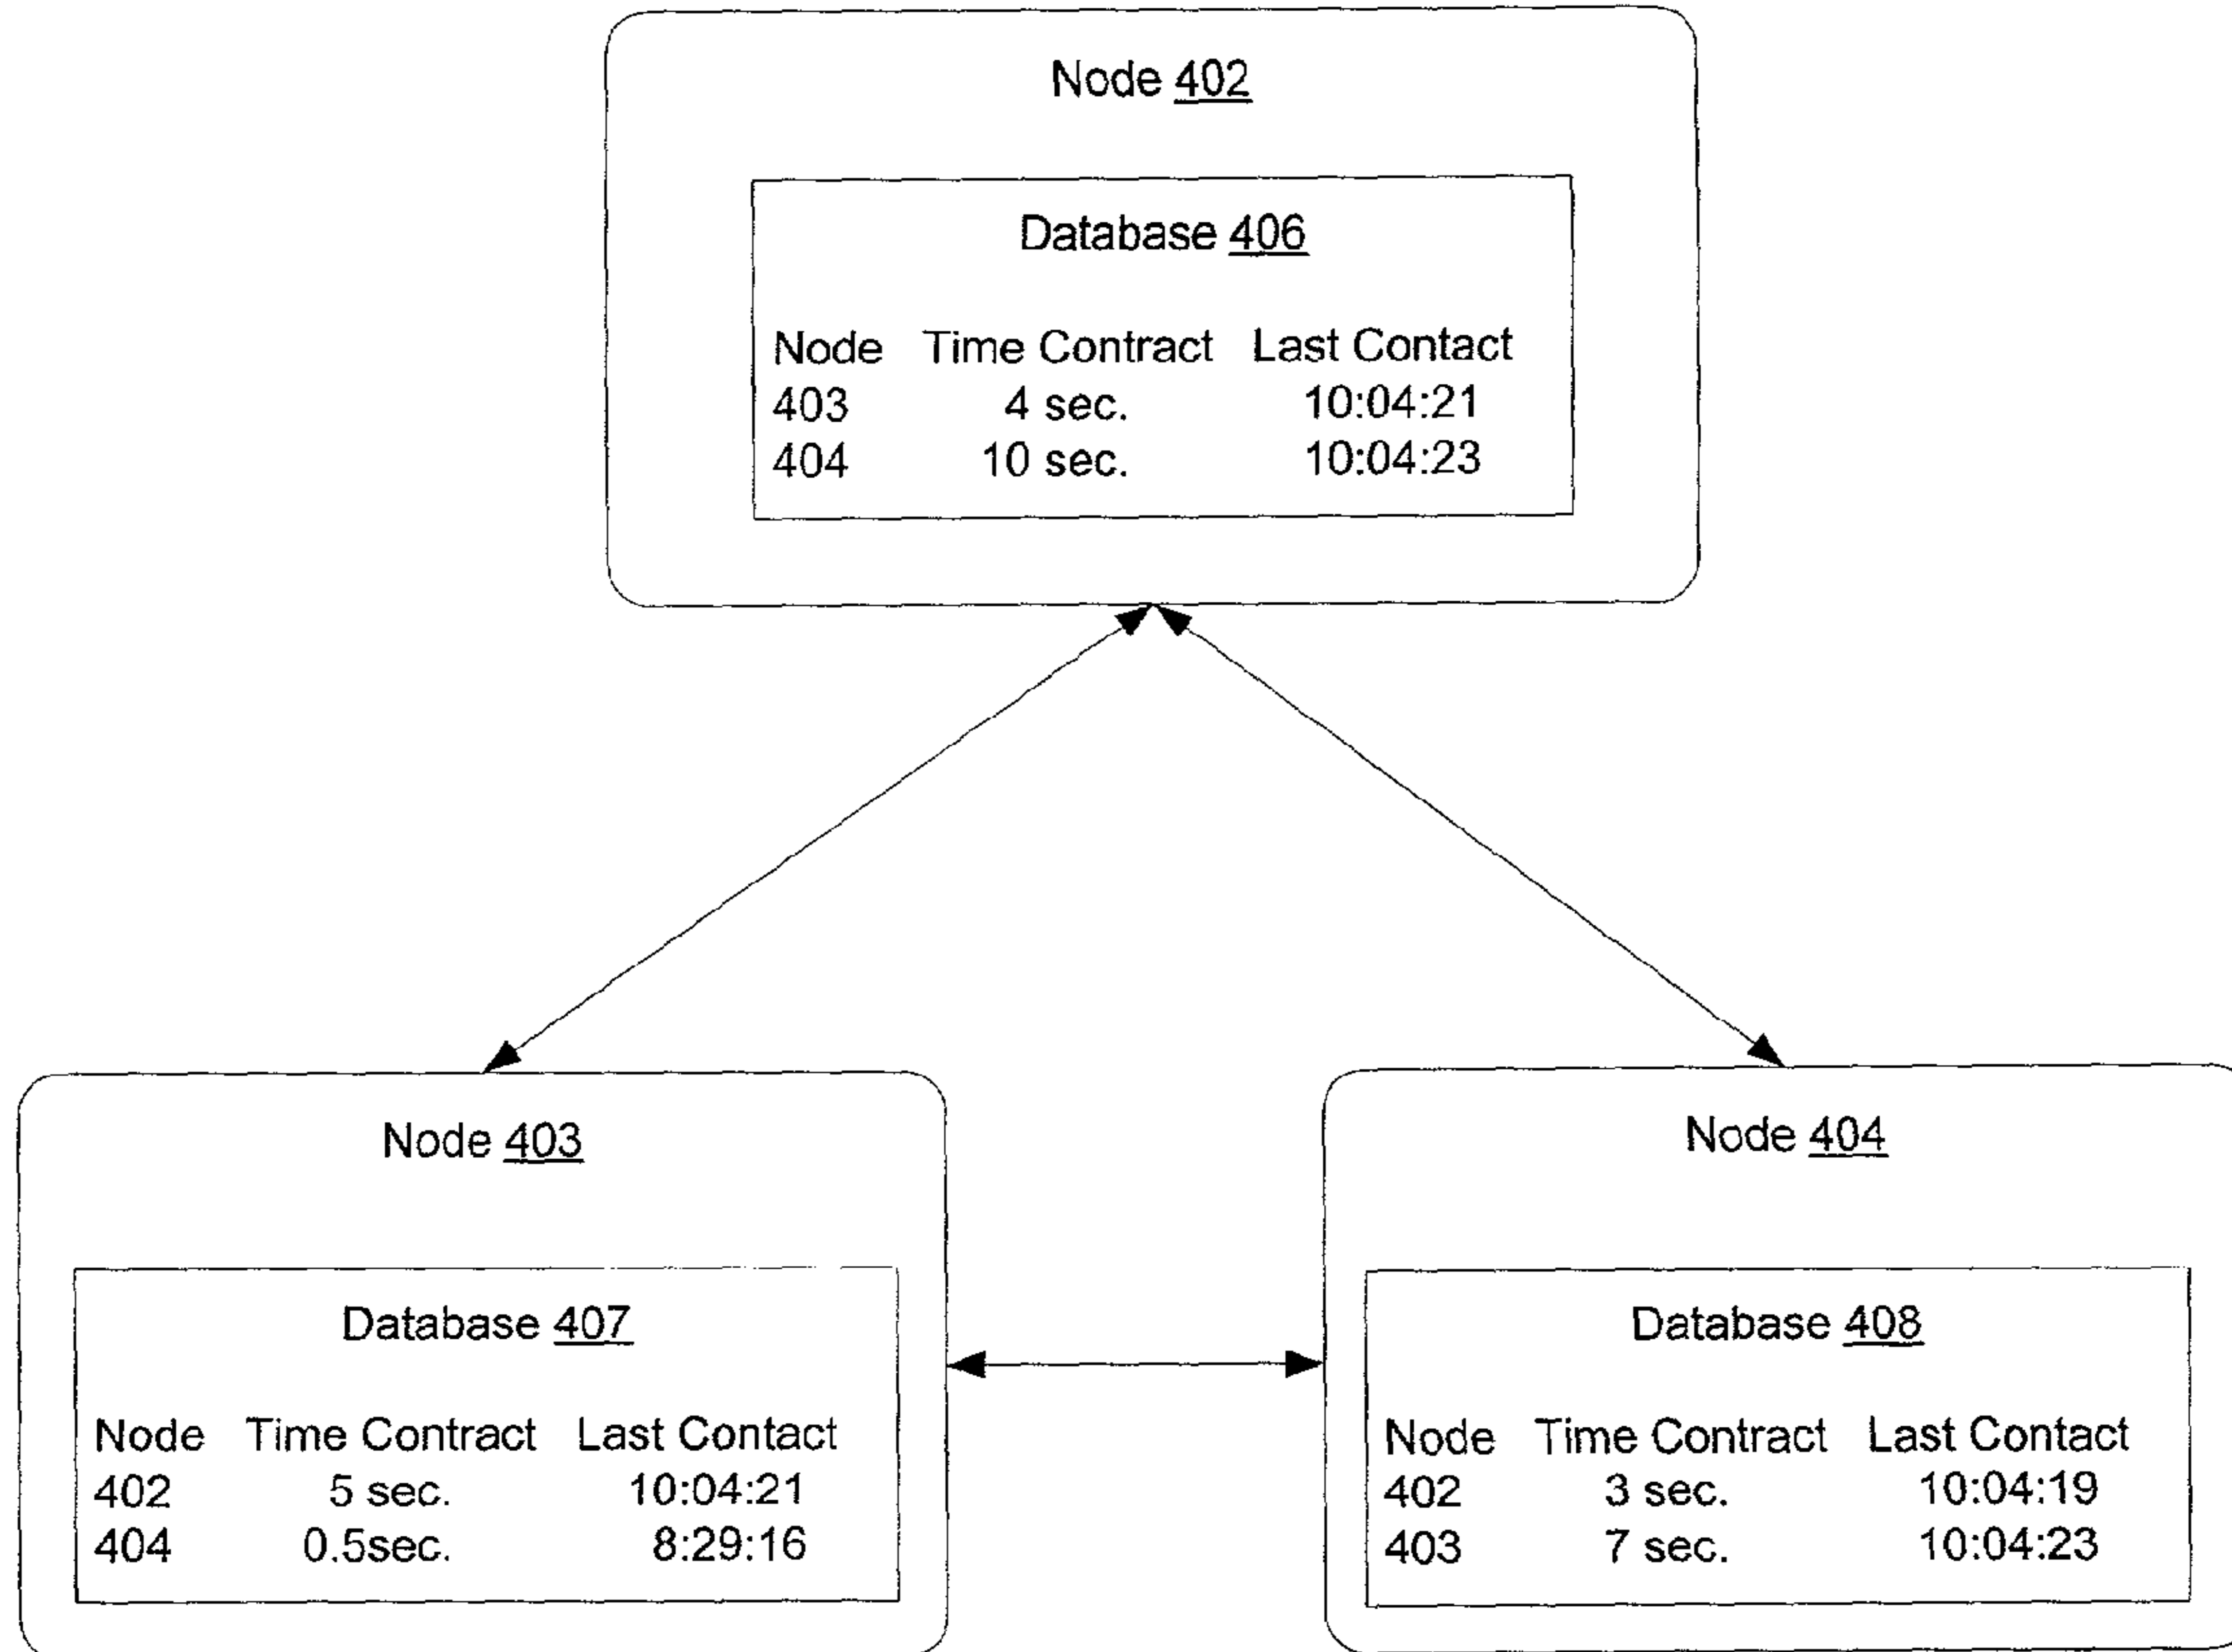 Node 402
Database 406
Node Time Contract Last Contact
403 4 sec. 10:04:21
404 10 sec. 10:04:23
Node 403
Database 407
Node Time Contract Last Contact
402 5 sec. 10:04:21
404 0.5sec. 8:29:16
Node 404
Database 408
Node Time Contract Last Contact
402 3 sec. 10:04:19
403 7 sec. 10:04:23